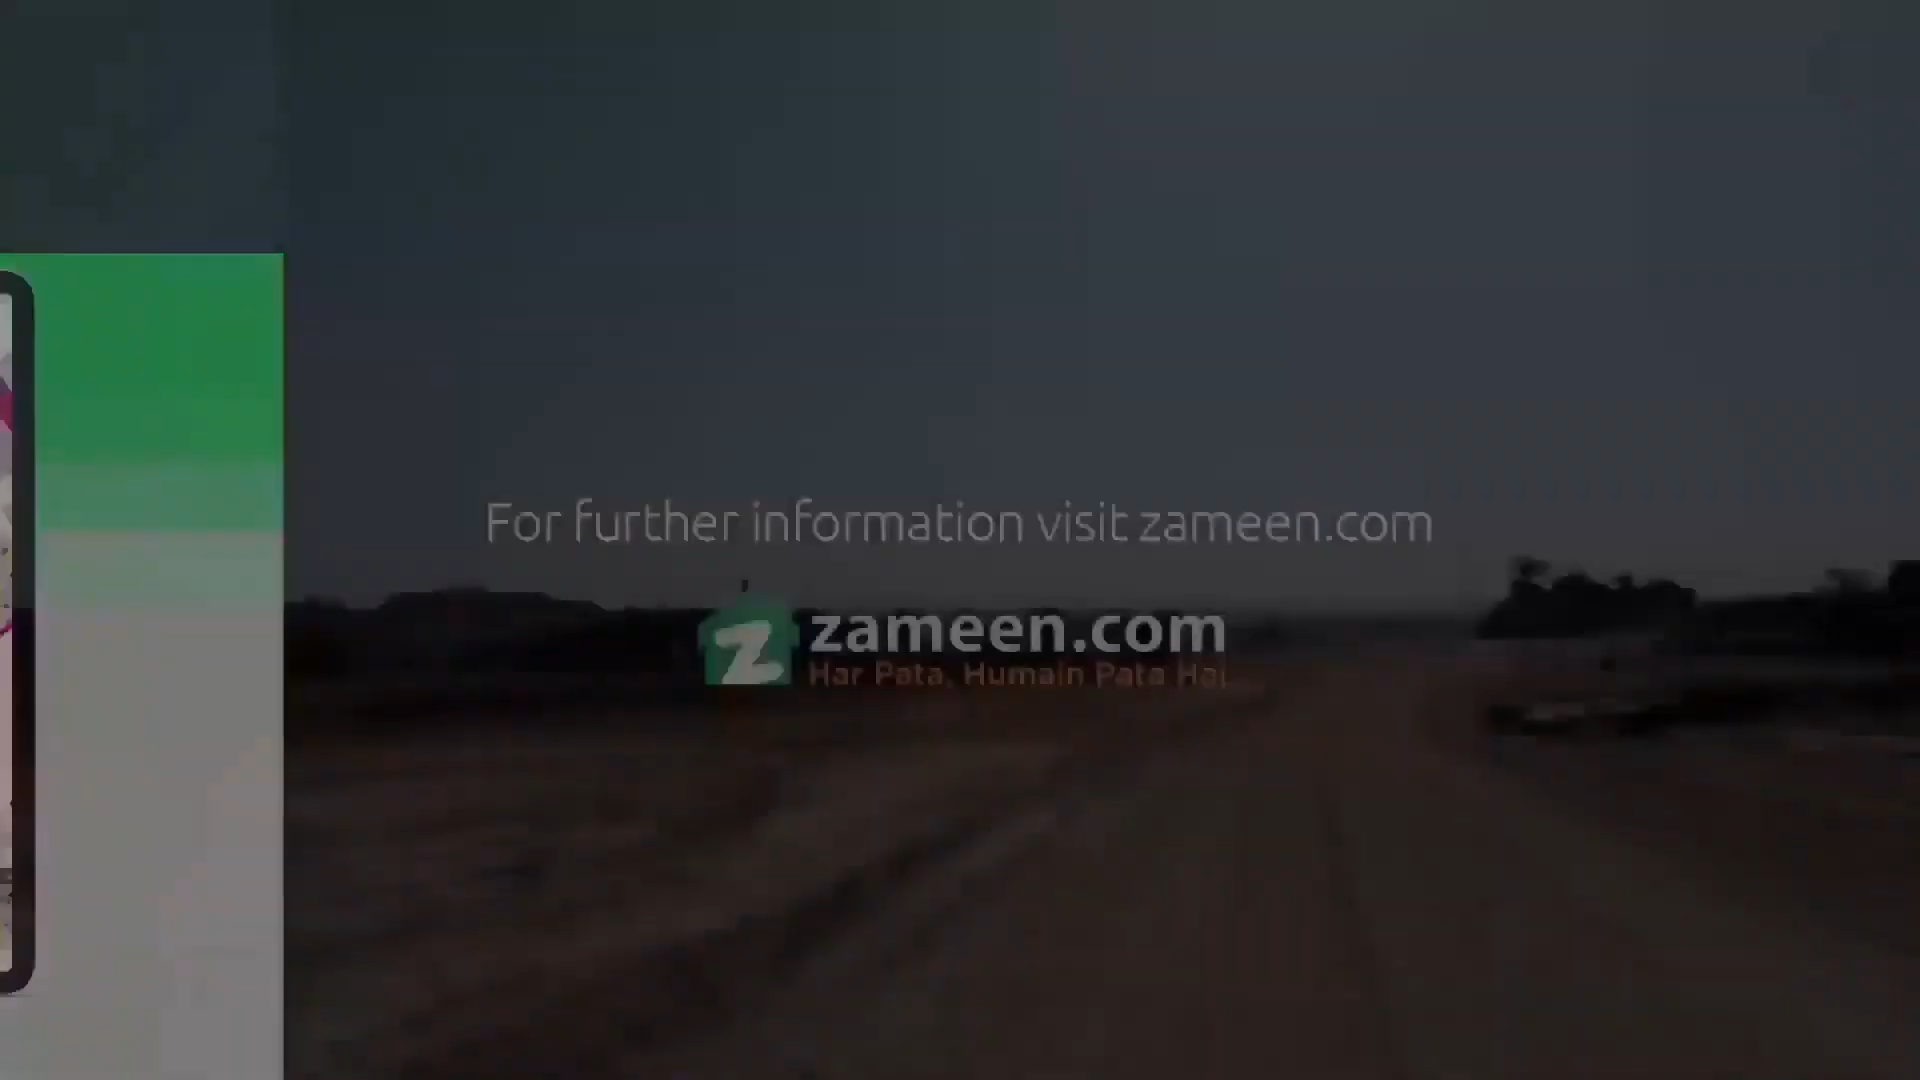 For further information visit zameen.com
z zameen.com
Har Pata, Humain Pata Hai